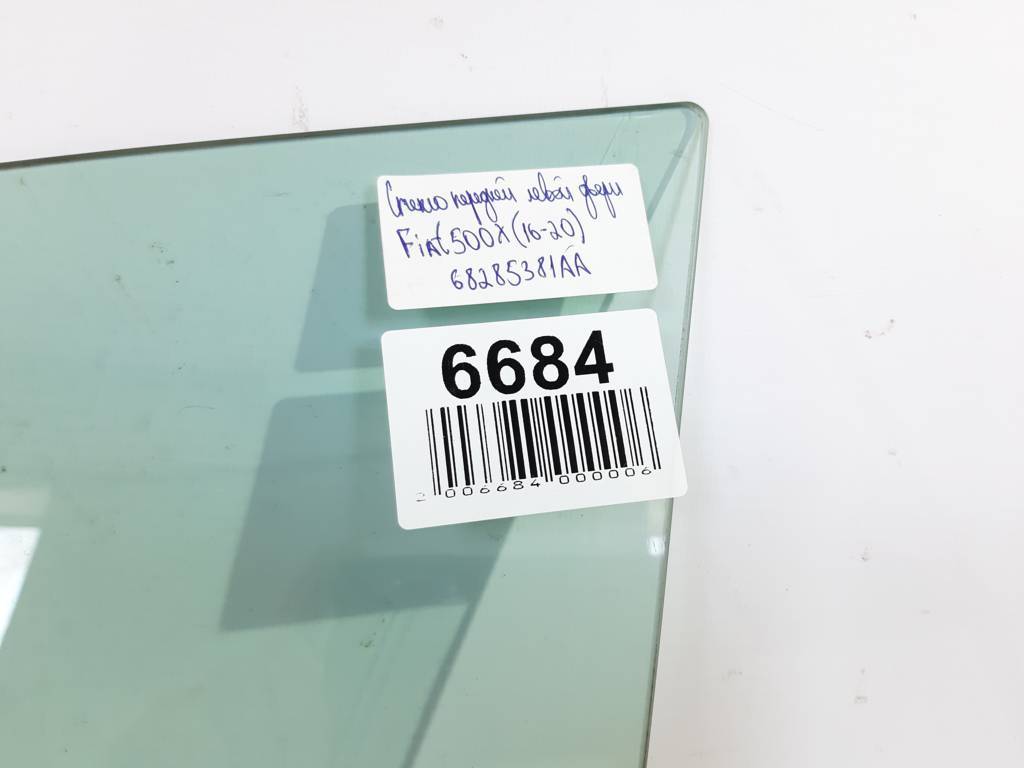 Стекло передней левой двери
Fiat 500X (16-20)
68285381AA
6684
2 006684 000006